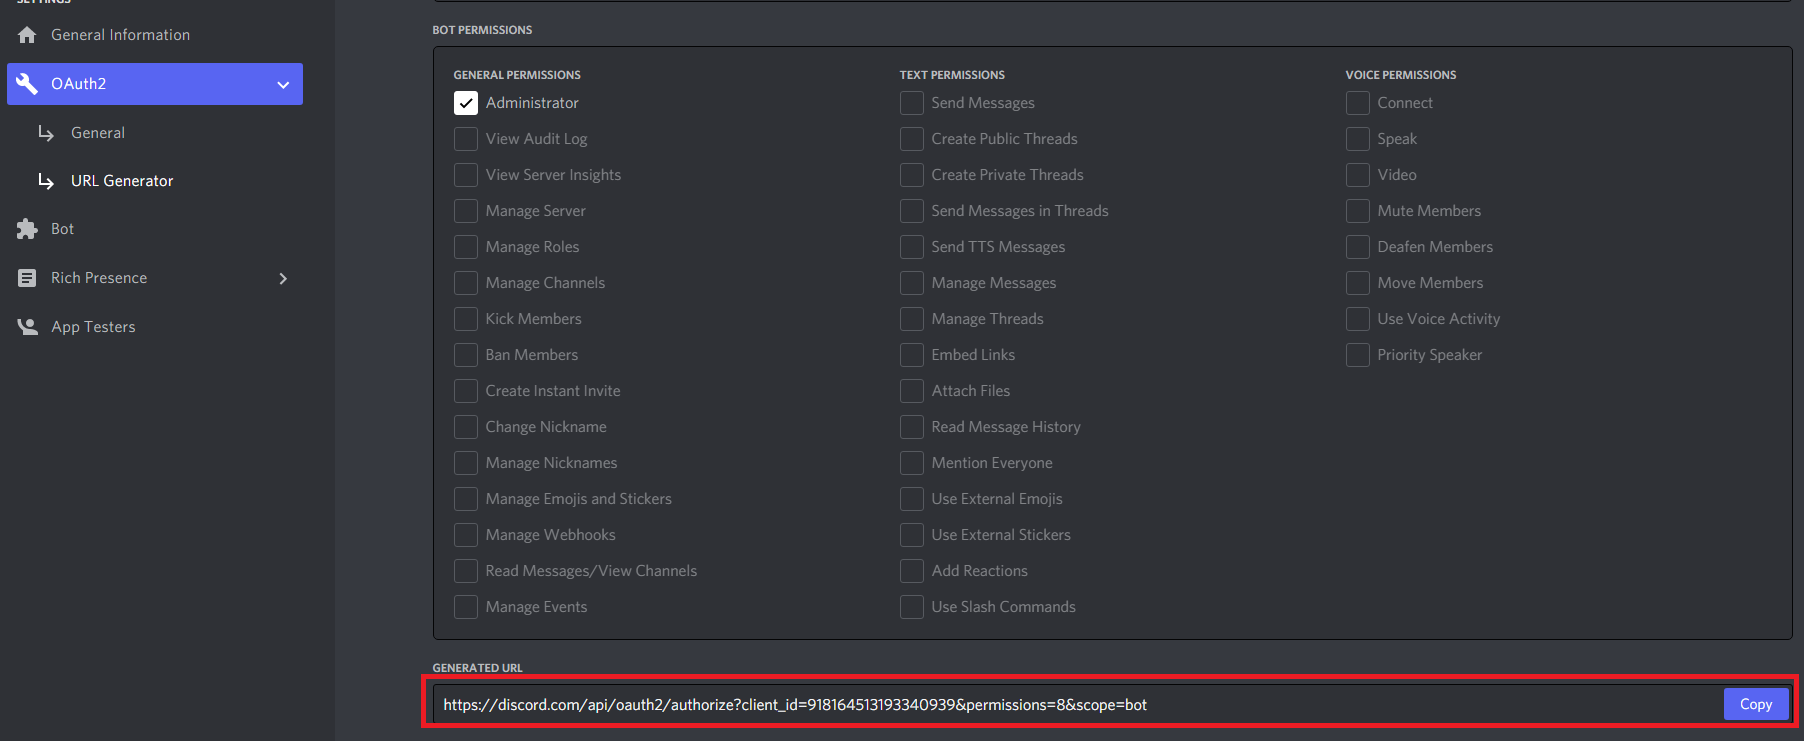 SETTINGS
General Information
OAuth2
General
URL Generator
Bot
Rich Presence
App Testers
BOT PERMISSIONS
GENERAL PERMISSIONS
Administrator
View Audit Log
View Server Insights
Manage Server
Manage Roles
Manage Channels
Kick Members
Ban Members
Create Instant Invite
Change Nickname
Manage Nicknames
Manage Emojis and Stickers
Manage Webhooks
Read Messages/View Channels
Manage Events
TEXT PERMISSIONS
Send Messages
Create Public Threads
Create Private Threads
Send Messages in Threads
Send TTS Messages
Manage Messages
Manage Threads
Embed Links
Attach Files
Read Message History
Mention Everyone
Use External Emojis
Use External Stickers
Add Reactions
Use Slash Commands
VOICE PERMISSIONS
Connect
Speak
Video
Mute Members
Deafen Members
Move Members
Use Voice Activity
Priority Speaker
GENERATED URL
https://discord.com/api/oauth2/authorize?client_id=918164513193340939&permissions=8&scope=bot
Copy